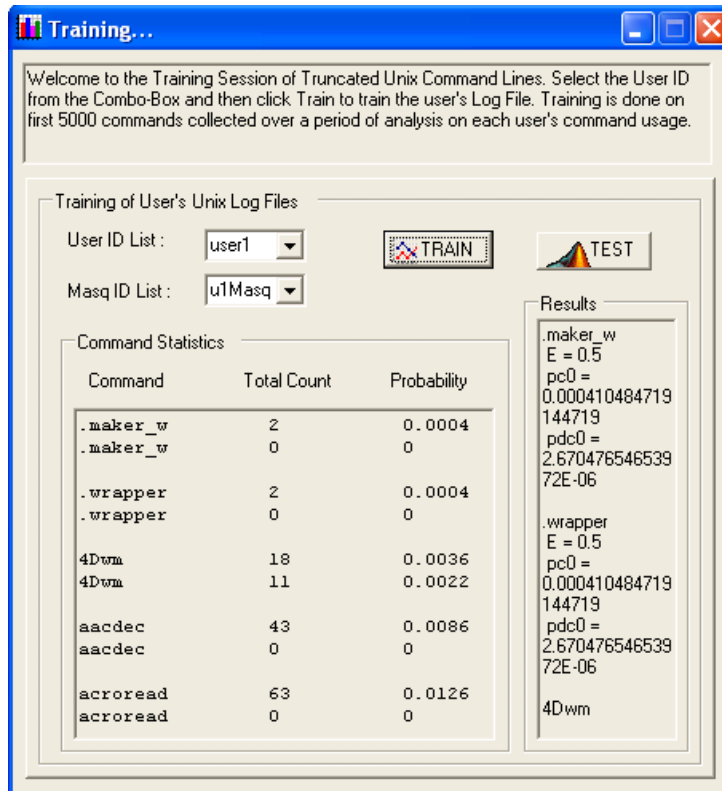 Training...
Welcome to the Training Session of Truncated Unix Command Lines. Select the User ID
from the Combo-Box and then click Train to train the user's Log File. Training is done on
first 5000 commands collected over a period of analysis on each user's command usage.
Training of User's Unix Log Files
User ID List : user1 TRAIN TEST
Masq ID List : u1Masq
Command Statistics
Command Total Count Probability
.maker_w 2 0.0004
.maker_w 0 0
.wrapper 2 0.0004
.wrapper 0 0
4Dwm 18 0.0036
4Dwm 11 0.0022
aacdec 43 0.0086
aacdec 0 0
acroread 63 0.0126
acroread 0 0
Results
.maker_w
E = 0.5
pc0 =
0.000410484719
144719
pdc0 =
2.670476546539
72E-06
.wrapper
E = 0.5
pc0 =
0.000410484719
144719
pdc0 =
2.670476546539
72E-06
4Dwm